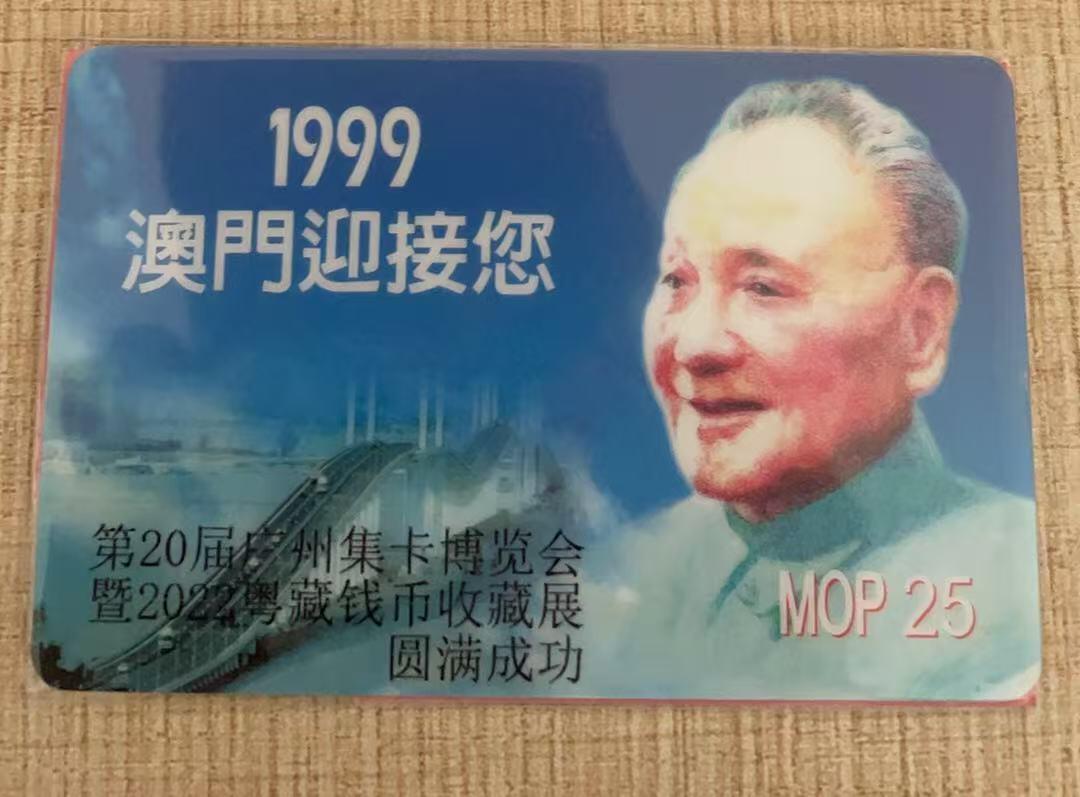 1999
澳門迎接您
第20届广州集卡博览会
暨2022粤藏钱币收藏展
圆满成功
MOP 25